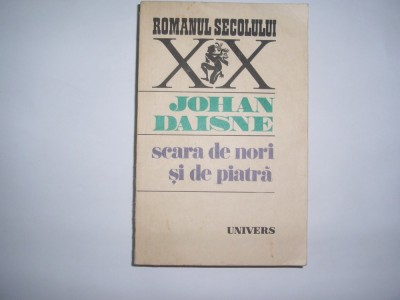 ROMANUL SECOLULUI
XX
JOHAN
DAISNE
scara de nori
și de piatră
UNIVERS